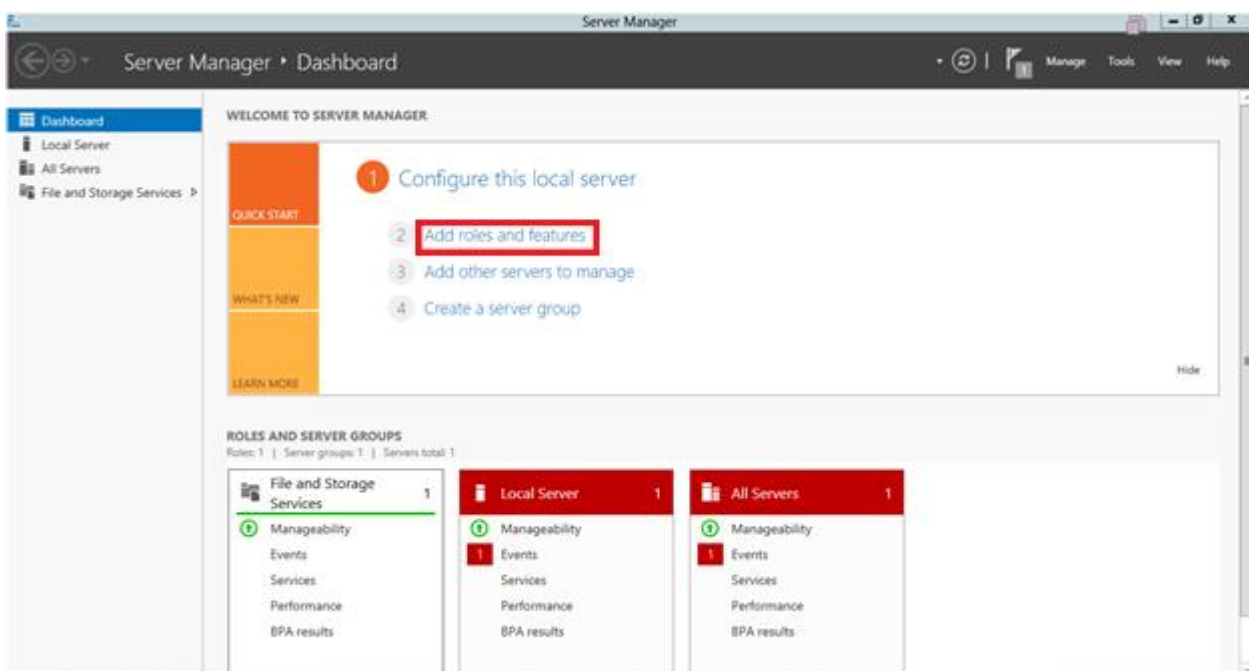 Server Manager
Server Manager • Dashboard
Manage Tools View Help
Dashboard
Local Server
All Servers
File and Storage Services
WELCOME TO SERVER MANAGER
QUICK START
WHAT'S NEW
LEARN MORE
1 Configure this local server
2 Add roles and features
3 Add other servers to manage
4 Create a server group
Hide
ROLES AND SERVER GROUPS
Roles: 1 | Server groups: 1 | Servers total: 1
File and Storage
Services 1
Manageability
Events
Services
Performance
BPA results
Local Server 1
Manageability
1 Events
Services
Performance
BPA results
All Servers 1
Manageability
1 Events
Services
Performance
BPA results